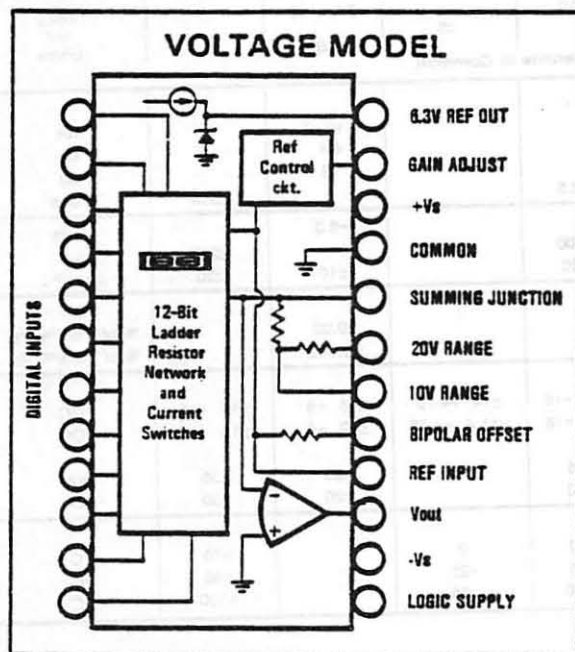 VOLTAGE MODEL
6.3V REF OUT
Ref
Control
ckt.
GAIN ADJUST
+Vs
COMMON
SUMMING JUNCTION
DIGITAL INPUTS
12-Bit
Ladder
Resistor
Network
and
Current
Switches
20V RANGE
10V RANGE
BIPOLAR OFFSET
REF INPUT
-
+
Vout
-Vs
LOGIC SUPPLY